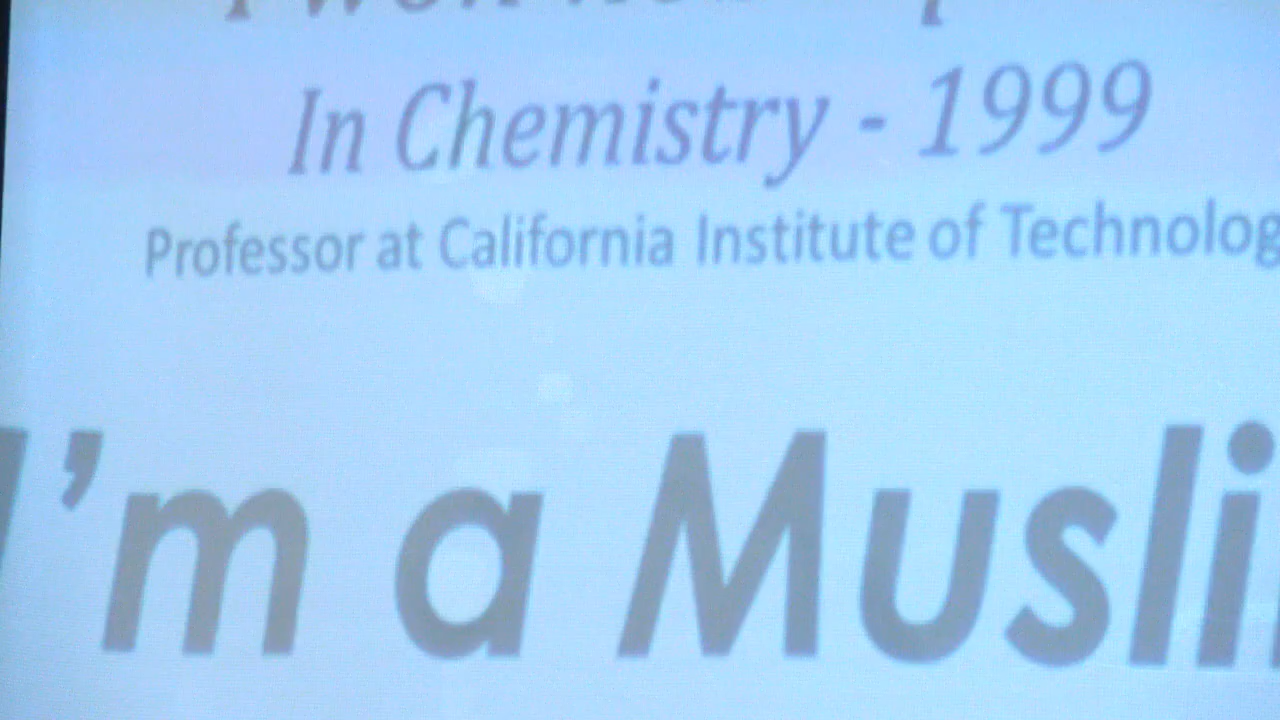 In Chemistry - 1999
Professor at California Institute of Technolog
I'm a Musli